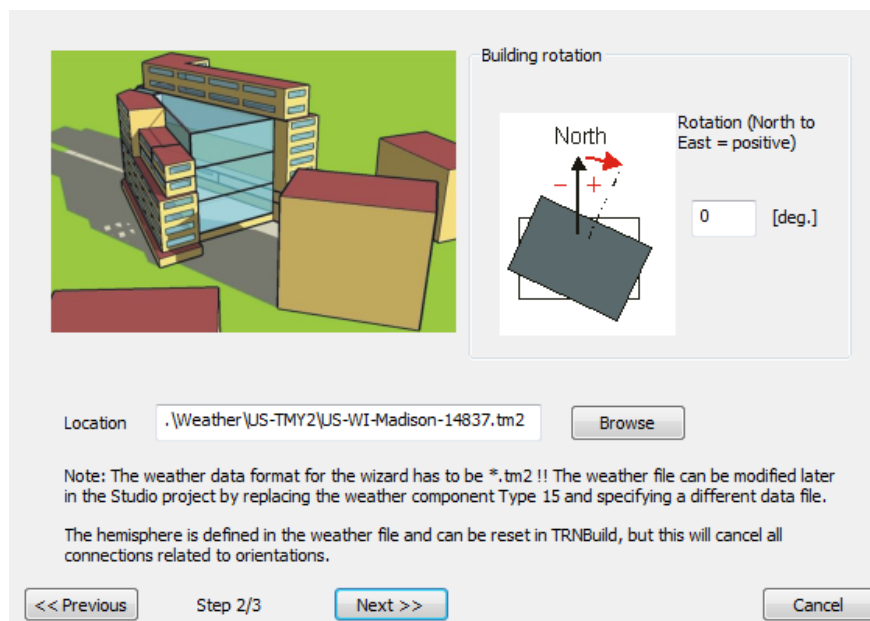 Building rotation
North
− +
Rotation (North to
East = positive)
0 [deg.]
Location .\Weather\US-TMY2\US-WI-Madison-14837.tm2 Browse
Note: The weather data format for the wizard has to be *.tm2 !! The weather file can be modified later
in the Studio project by replacing the weather component Type 15 and specifying a different data file.
The hemisphere is defined in the weather file and can be reset in TRNBuild, but this will cancel all
connections related to orientations.
<< Previous Step 2/3 Next >> Cancel